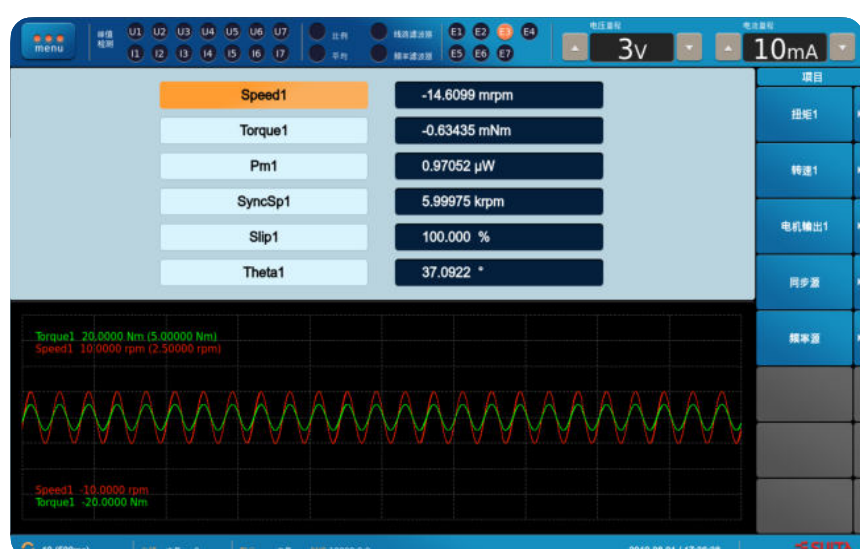 menu
峰值
检测
U1 U2 U3 U4 U5 U6 U7
I1 I2 I3 I4 I5 I6 I7
比例
平均
线路滤波器
频率滤波器
E1 E2 E3 E4
E5 E6 E7
电压量程
3V
电流量程
10mA
项目
Speed1 -14.6099 mrpm
Torque1 -0.63435 mNm
Pm1 0.97052 µW
SyncSp1 5.99975 krpm
Slip1 100.000 %
Theta1 37.0922 °
扭矩1
转速1
电机输出1
同步源
频率源
Torque1 20.0000 Nm (5.00000 Nm)
Speed1 10.0000 rpm (2.50000 rpm)
Speed1 -10.0000 rpm
Torque1 -20.0000 Nm